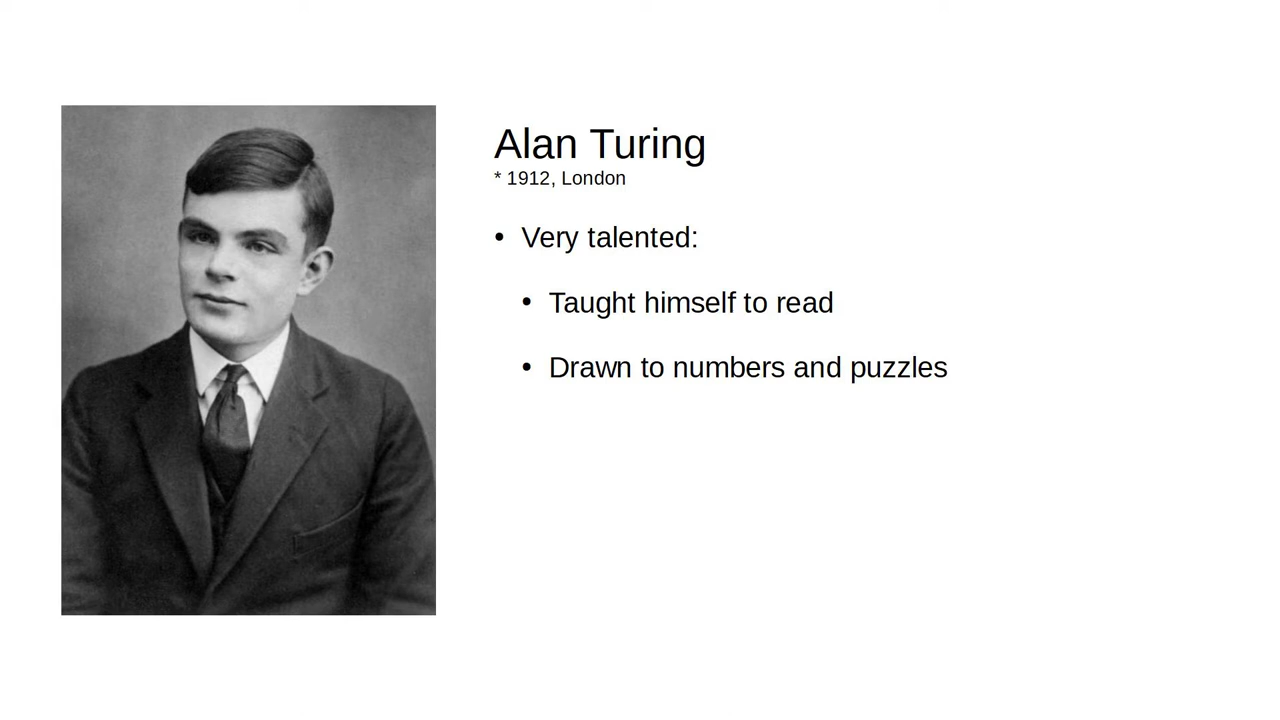 Alan Turing
* 1912, London
• Very talented:
• Taught himself to read
• Drawn to numbers and puzzles